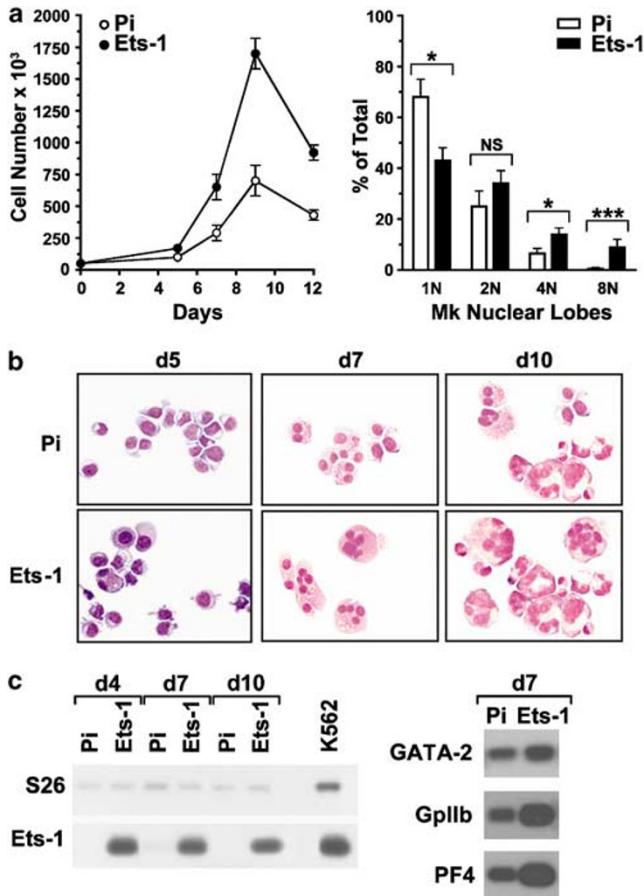 a
Pi
Ets-1
Cell Number x 10³
2000
1750
1500
1250
1000
750
500
250
0
0 2 4 6 8 10 12
Days
Pi
Ets-1
% of Total
100
80
60
40
20
0
*
NS
*
***
1N 2N 4N 8N
Mk Nuclear Lobes
b
d5 d7 d10
Pi
Ets-1
c
d4 d7 d10
Pi Ets-1 Pi Ets-1 Pi Ets-1 K562
S26
Ets-1
d7
Pi Ets-1
GATA-2
GpIIb
PF4